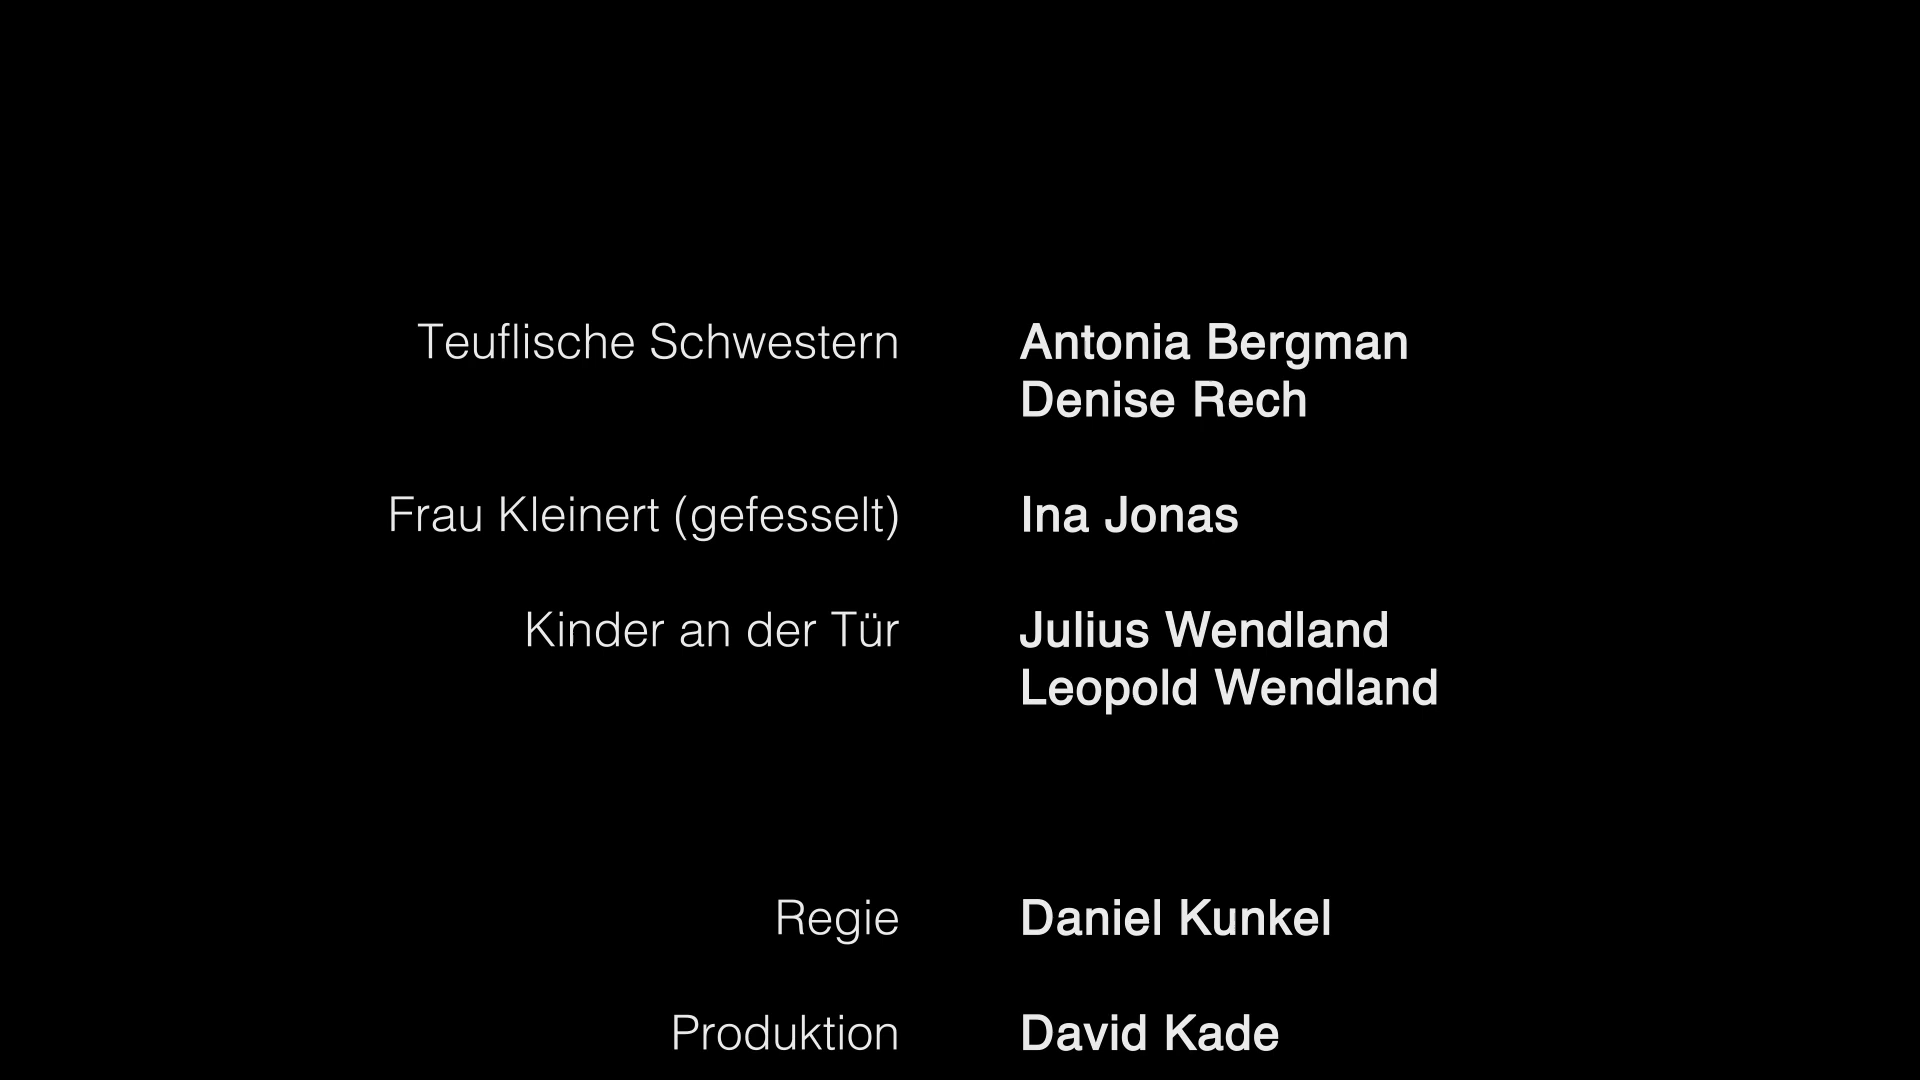 Teuflische Schwestern Antonia Bergman
Denise Rech
Frau Kleinert (gefesselt) Ina Jonas
Kinder an der Tür Julius Wendland
Leopold Wendland
Regie Daniel Kunkel
Produktion David Kade